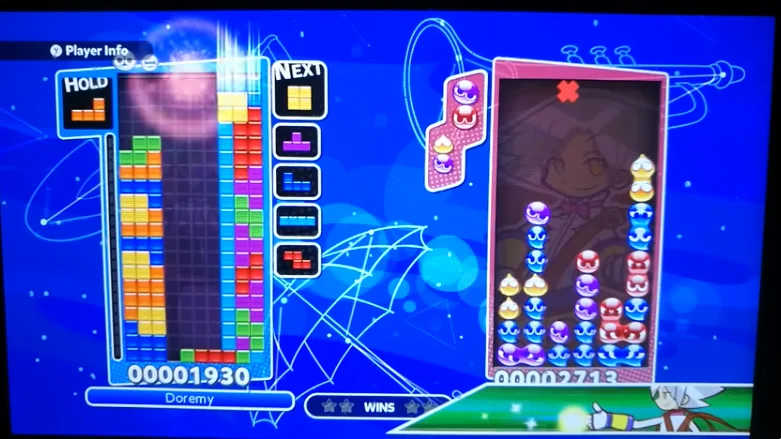 Ⓨ Player Info
HOLD
NEXT
00001930
00002713
Doremy
WINS